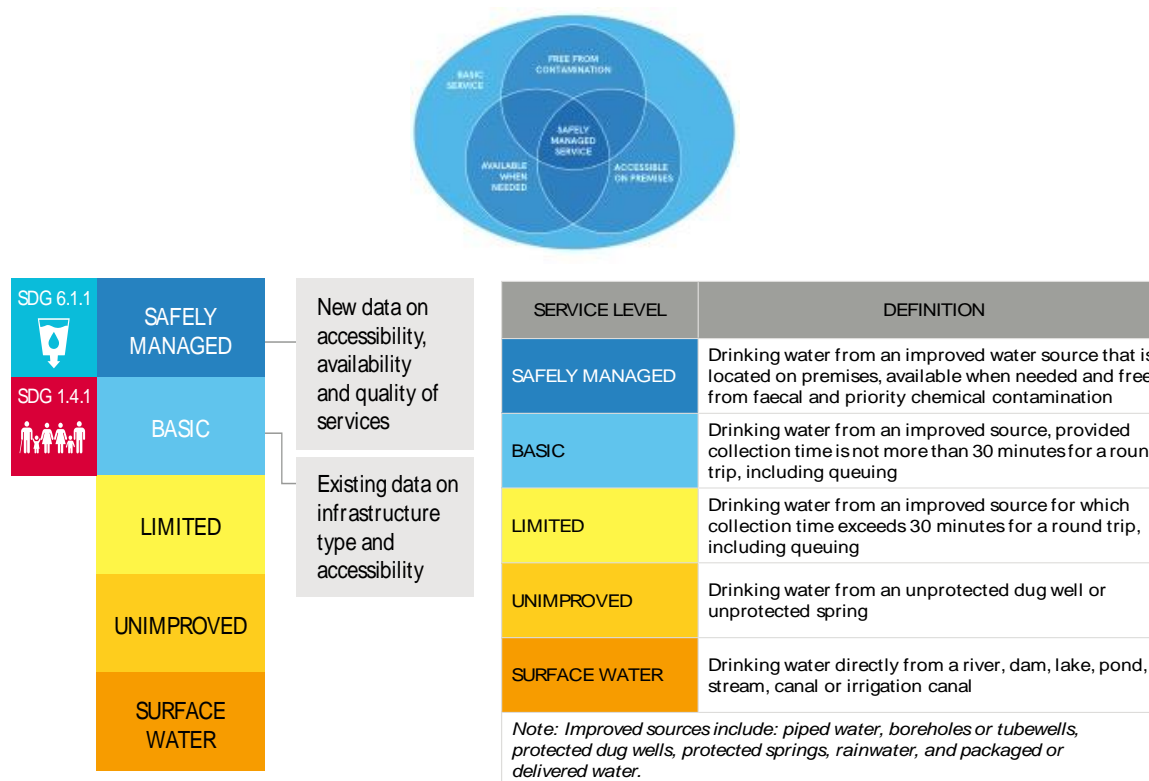 FREE FROM
CONTAMINATION
BASIC
SERVICE
SAFELY
MANAGED
SERVICE
AVAILABLE
WHEN
NEEDED
ACCESSIBLE
ON PREMISES
SDG 6.1.1
SAFELY
MANAGED
SDG 1.4.1
BASIC
LIMITED
UNIMPROVED
SURFACE
WATER
New data on
accessibility,
availability
and quality of
services
Existing data on
infrastructure
type and
accessibility
SERVICE LEVEL
DEFINITION
SAFELY MANAGED
Drinking water from an improved water source that is
located on premises, available when needed and free
from faecal and priority chemical contamination
BASIC
Drinking water from an improved source, provided
collection time is not more than 30 minutes for a roun
trip, including queuing
LIMITED
Drinking water from an improved source for which
collection time exceeds 30 minutes for a round trip,
including queuing
UNIMPROVED
Drinking water from an unprotected dug well or
unprotected spring
SURFACE WATER
Drinking water directly from a river, dam, lake, pond,
stream, canal or irrigation canal
Note: Improved sources include: piped water, boreholes or tubewells,
protected dug wells, protected springs, rainwater, and packaged or
delivered water.